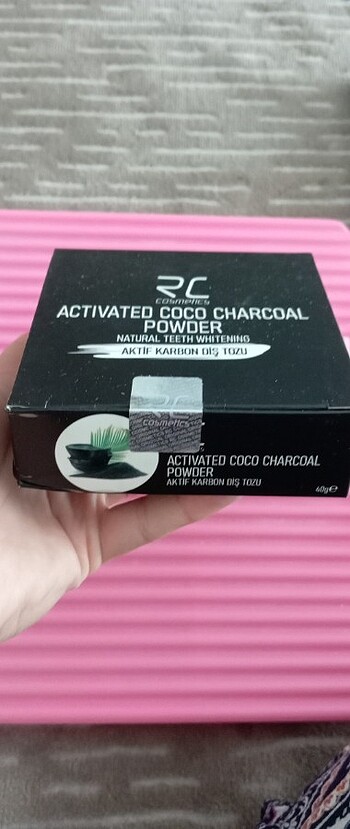 RC
cosmetics
ACTIVATED COCO CHARCOAL
POWDER
NATURAL TEETH WHITENING
AKTİF KARBON DİŞ TOZU
RC
cosmetics
ACTIVATED COCO CHARCOAL
POWDER
AKTİF KARBON DİŞ TOZU
40g℮